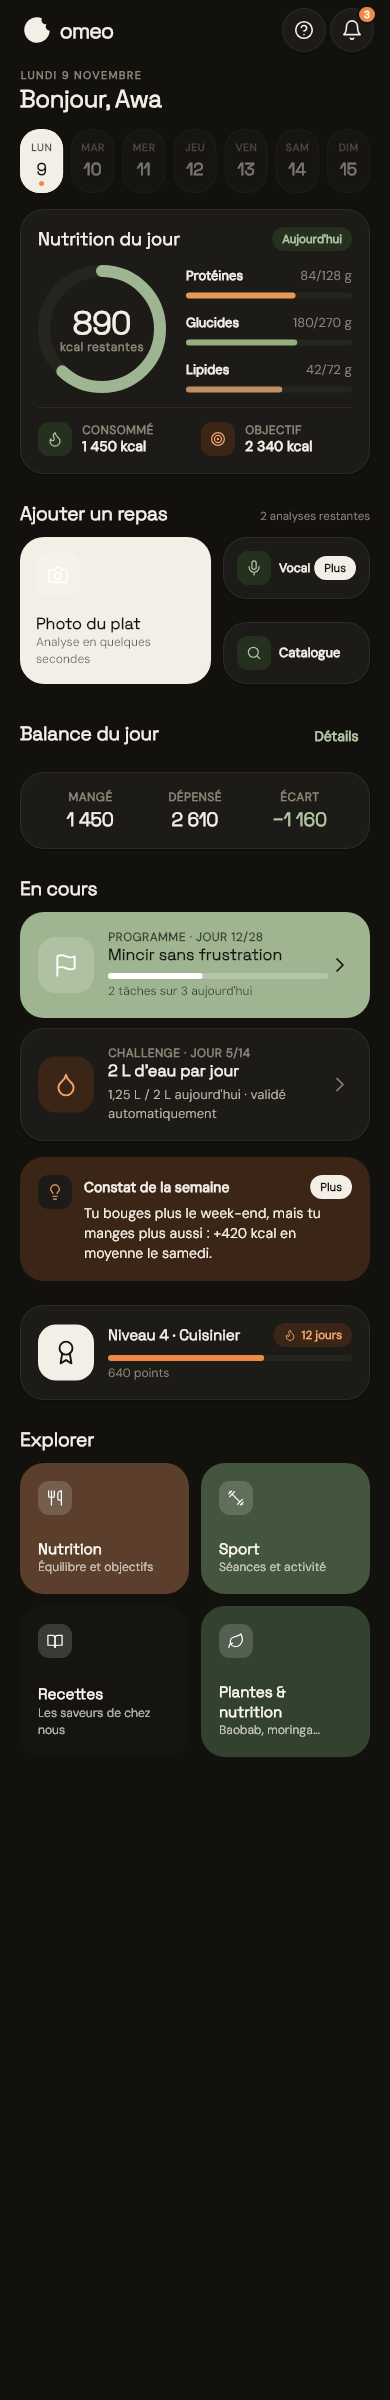 omeo
3
LUNDI 9 NOVEMBRE
Bonjour, Awa
LUN MAR MER JEU VEN SAM DIM
9 10 11 12 13 14 15
Nutrition du jour
Aujourd'hui
890
kcal restantes
Protéines 84/128 g
Glucides 180/270 g
Lipides 42/72 g
CONSOMMÉ
1 450 kcal
OBJECTIF
2 340 kcal
Ajouter un repas
2 analyses restantes
Photo du plat
Analyse en quelques
secondes
Vocal
Plus
Catalogue
Balance du jour
Détails
MANGÉ DÉPENSÉ ÉCART
1 450 2 610 −1 160
En cours
PROGRAMME · JOUR 12/28
Mincir sans frustration
2 tâches sur 3 aujourd'hui
CHALLENGE · JOUR 5/14
2 L d'eau par jour
1,25 L / 2 L aujourd'hui · validé
automatiquement
Constat de la semaine
Plus
Tu bouges plus le week-end, mais tu
manges plus aussi : +420 kcal en
moyenne le samedi.
Niveau 4 · Cuisinier
12 jours
640 points
Explorer
Nutrition
Équilibre et objectifs
Sport
Séances et activité
Recettes
Les saveurs de chez
nous
Plantes &
nutrition
Baobab, moringa…